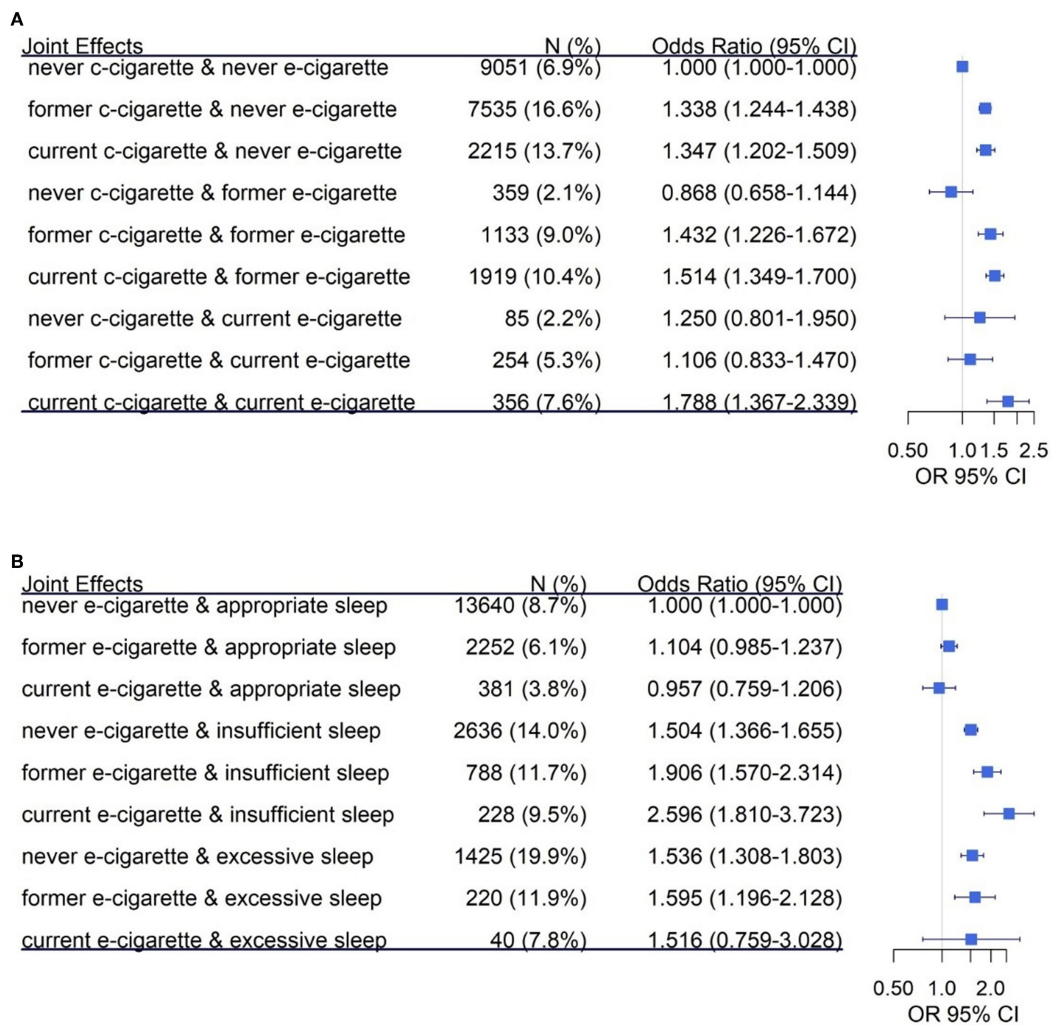 A
Joint Effects N (%) Odds Ratio (95% CI)
never c-cigarette & never e-cigarette 9051 (6.9%) 1.000 (1.000-1.000)
former c-cigarette & never e-cigarette 7535 (16.6%) 1.338 (1.244-1.438)
current c-cigarette & never e-cigarette 2215 (13.7%) 1.347 (1.202-1.509)
never c-cigarette & former e-cigarette 359 (2.1%) 0.868 (0.658-1.144)
former c-cigarette & former e-cigarette 1133 (9.0%) 1.432 (1.226-1.672)
current c-cigarette & former e-cigarette 1919 (10.4%) 1.514 (1.349-1.700)
never c-cigarette & current e-cigarette 85 (2.2%) 1.250 (0.801-1.950)
former c-cigarette & current e-cigarette 254 (5.3%) 1.106 (0.833-1.470)
current c-cigarette & current e-cigarette 356 (7.6%) 1.788 (1.367-2.339)
0.50 1.0 1.5 2.5
OR 95% CI
B
Joint Effects N (%) Odds Ratio (95% CI)
never e-cigarette & appropriate sleep 13640 (8.7%) 1.000 (1.000-1.000)
former e-cigarette & appropriate sleep 2252 (6.1%) 1.104 (0.985-1.237)
current e-cigarette & appropriate sleep 381 (3.8%) 0.957 (0.759-1.206)
never e-cigarette & insufficient sleep 2636 (14.0%) 1.504 (1.366-1.655)
former e-cigarette & insufficient sleep 788 (11.7%) 1.906 (1.570-2.314)
current e-cigarette & insufficient sleep 228 (9.5%) 2.596 (1.810-3.723)
never e-cigarette & excessive sleep 1425 (19.9%) 1.536 (1.308-1.803)
former e-cigarette & excessive sleep 220 (11.9%) 1.595 (1.196-2.128)
current e-cigarette & excessive sleep 40 (7.8%) 1.516 (0.759-3.028)
0.50 1.0 2.0
OR 95% CI